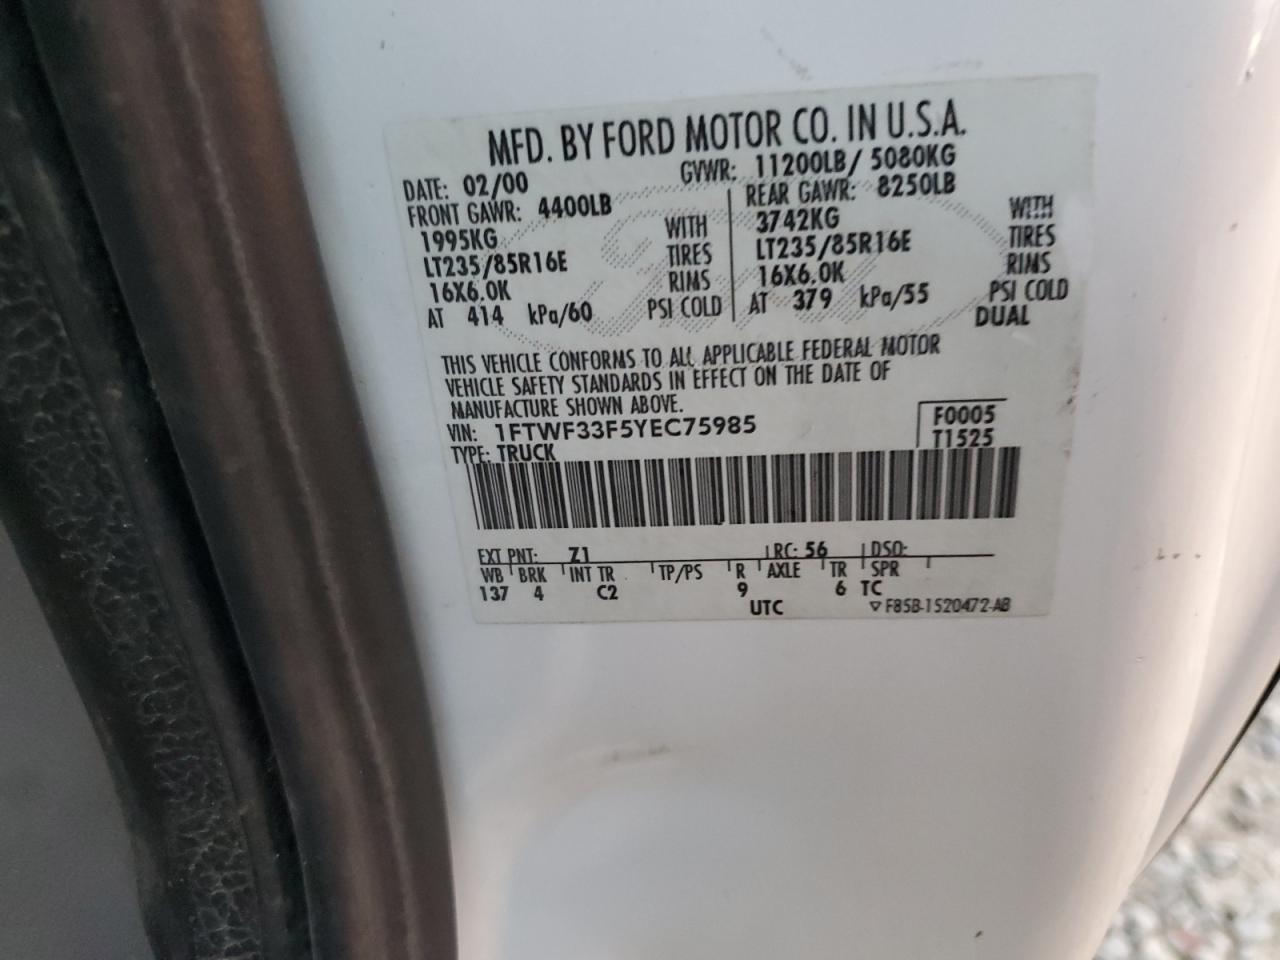 MFD. BY FORD MOTOR CO. IN U.S.A.
DATE: 02/00 GVWR: 11200LB/ 5080KG
FRONT GAWR: 4400LB REAR GAWR: 8250LB
1995KG WITH 3742KG WITH
LT235/85R16E TIRES LT235/85R16E TIRES
16X6.0K RIMS 16X6.0K RIMS
AT 414 kPa/60 PSI COLD AT 379 kPa/55 PSI COLD
DUAL
THIS VEHICLE CONFORMS TO ALL APPLICABLE FEDERAL MOTOR
VEHICLE SAFETY STANDARDS IN EFFECT ON THE DATE OF
MANUFACTURE SHOWN ABOVE.
VIN: 1FTWF33F5YEC75985 F0005
TYPE: TRUCK T1525
EXT PNT: Z1 RC: 56 DSO:
WB BRK INT TR TP/PS R AXLE TR SPR
137 4 C2 9 6 TC
UTC ▽ F85B-1520472-AB